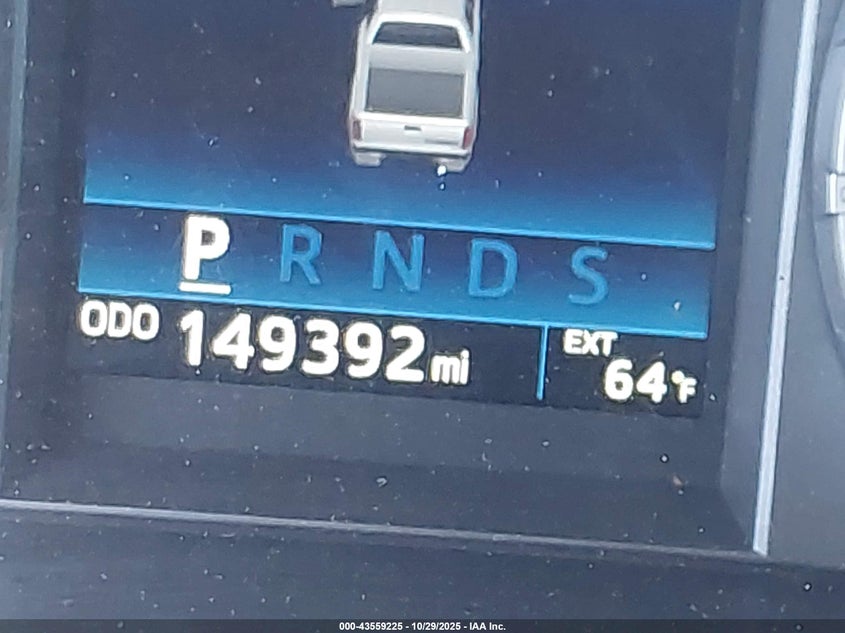 P R N D S
ODO 149392 mi
EXT
64°F
000-43559225 - 10/29/2025 - IAA Inc.